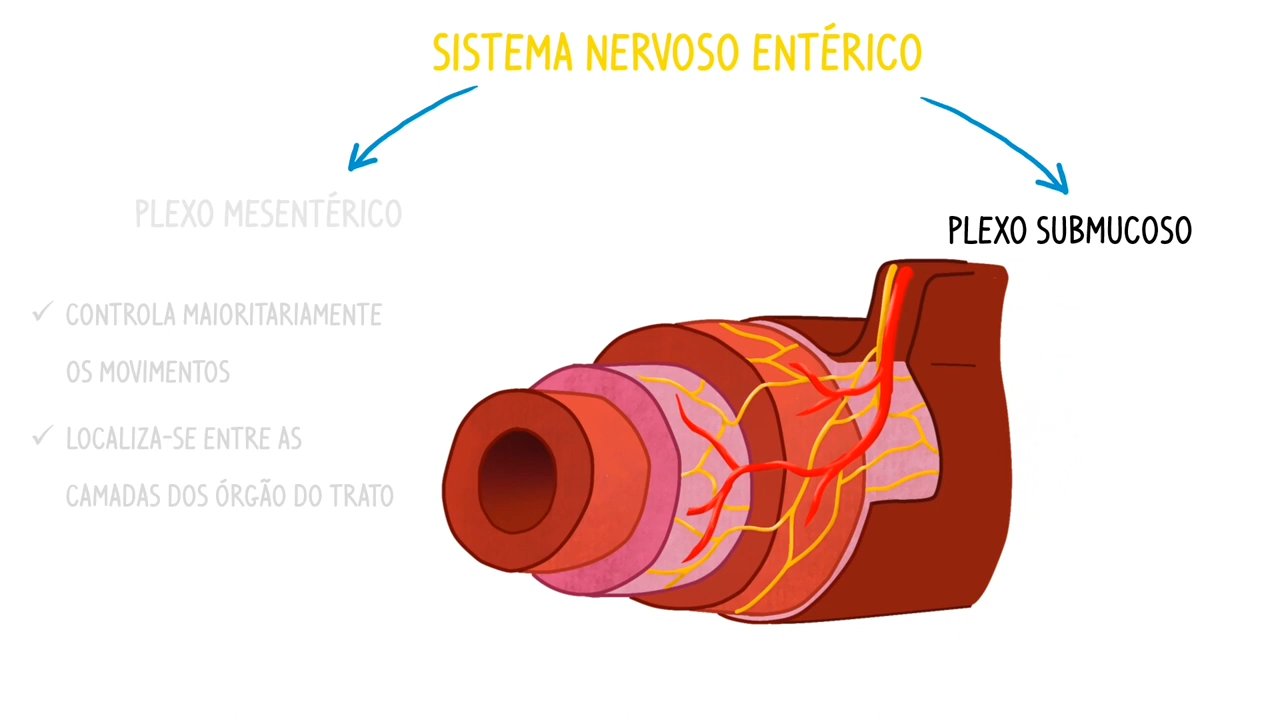 SISTEMA NERVOSO ENTÉRICO
PLEXO MESENTÉRICO
✓ CONTROLA MAIORITARIAMENTE
OS MOVIMENTOS
✓ LOCALIZA-SE ENTRE AS
CAMADAS DOS ÓRGÃO DO TRATO
PLEXO SUBMUCOSO